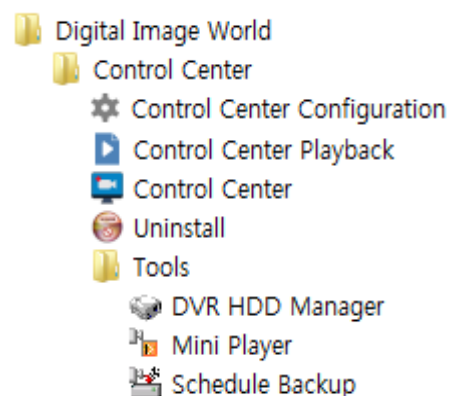 Digital Image World
Control Center
Control Center Configuration
Control Center Playback
Control Center
Uninstall
Tools
DVR HDD Manager
Mini Player
Schedule Backup